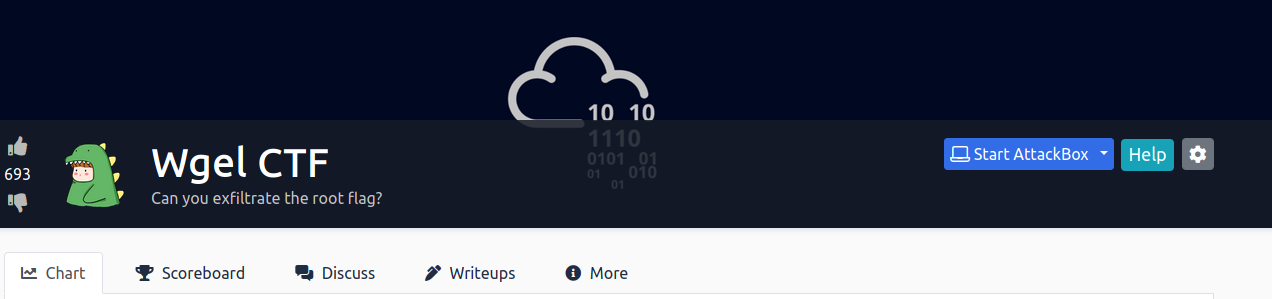 10 10
1110
0101 01
01 010
01
693
Wgel CTF
Can you exfiltrate the root flag?
Start AttackBox
Help
Chart
Scoreboard
Discuss
Writeups
More